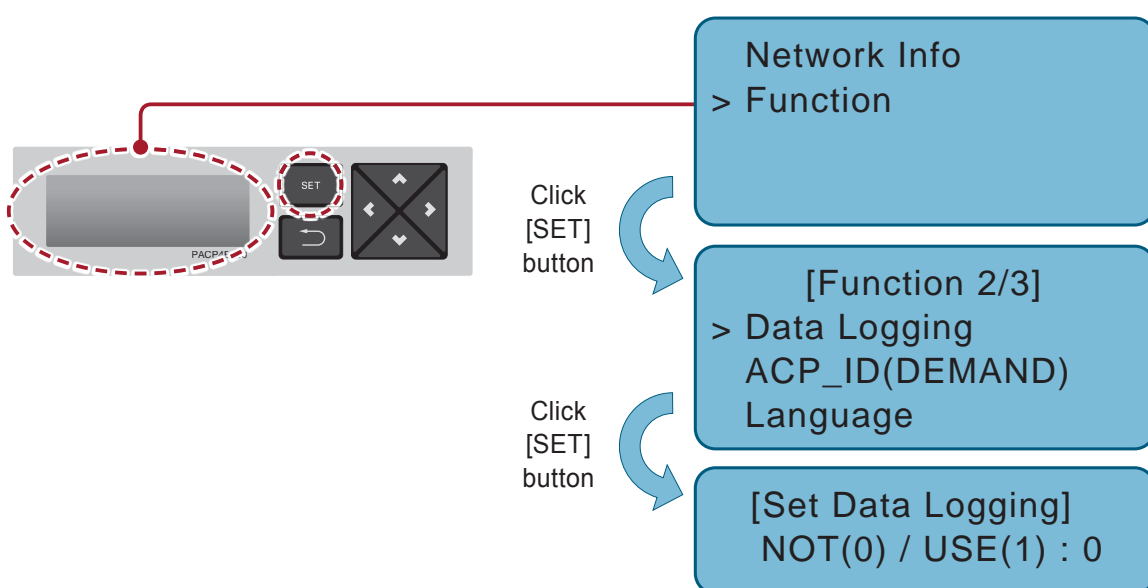 Network Info
> Function
SET
Click
[SET]
button
[Function 2/3]
> Data Logging
ACP_ID(DEMAND)
Language
Click
[SET]
button
[Set Data Logging]
NOT(0) / USE(1) : 0